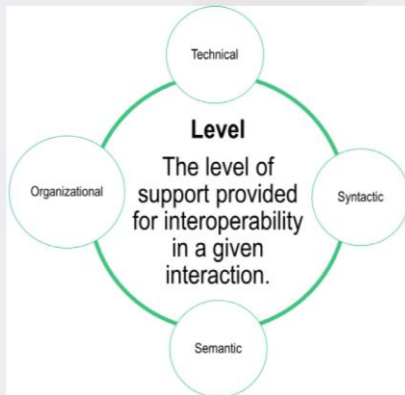 Technical
Level
The level of
support provided
for interoperability
in a given
interaction.
Organizational
Syntactic
Semantic